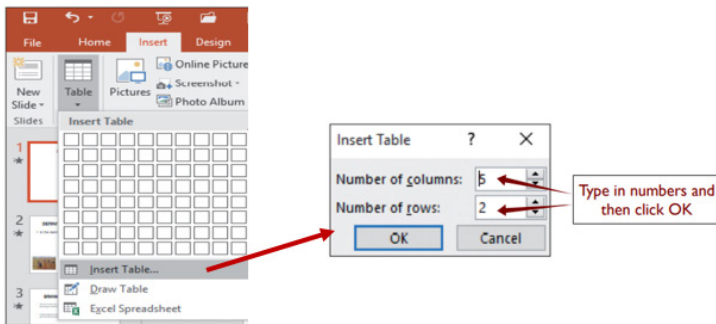 File Home Insert Design
New Slide
Table
Pictures
Online Picture
Screenshot
Photo Album
Slides
Insert Table
1
2
3
Insert Table...
Draw Table
Excel Spreadsheet
Insert Table ? X
Number of columns: 5
Number of rows: 2
OK Cancel
Type in numbers and
then click OK